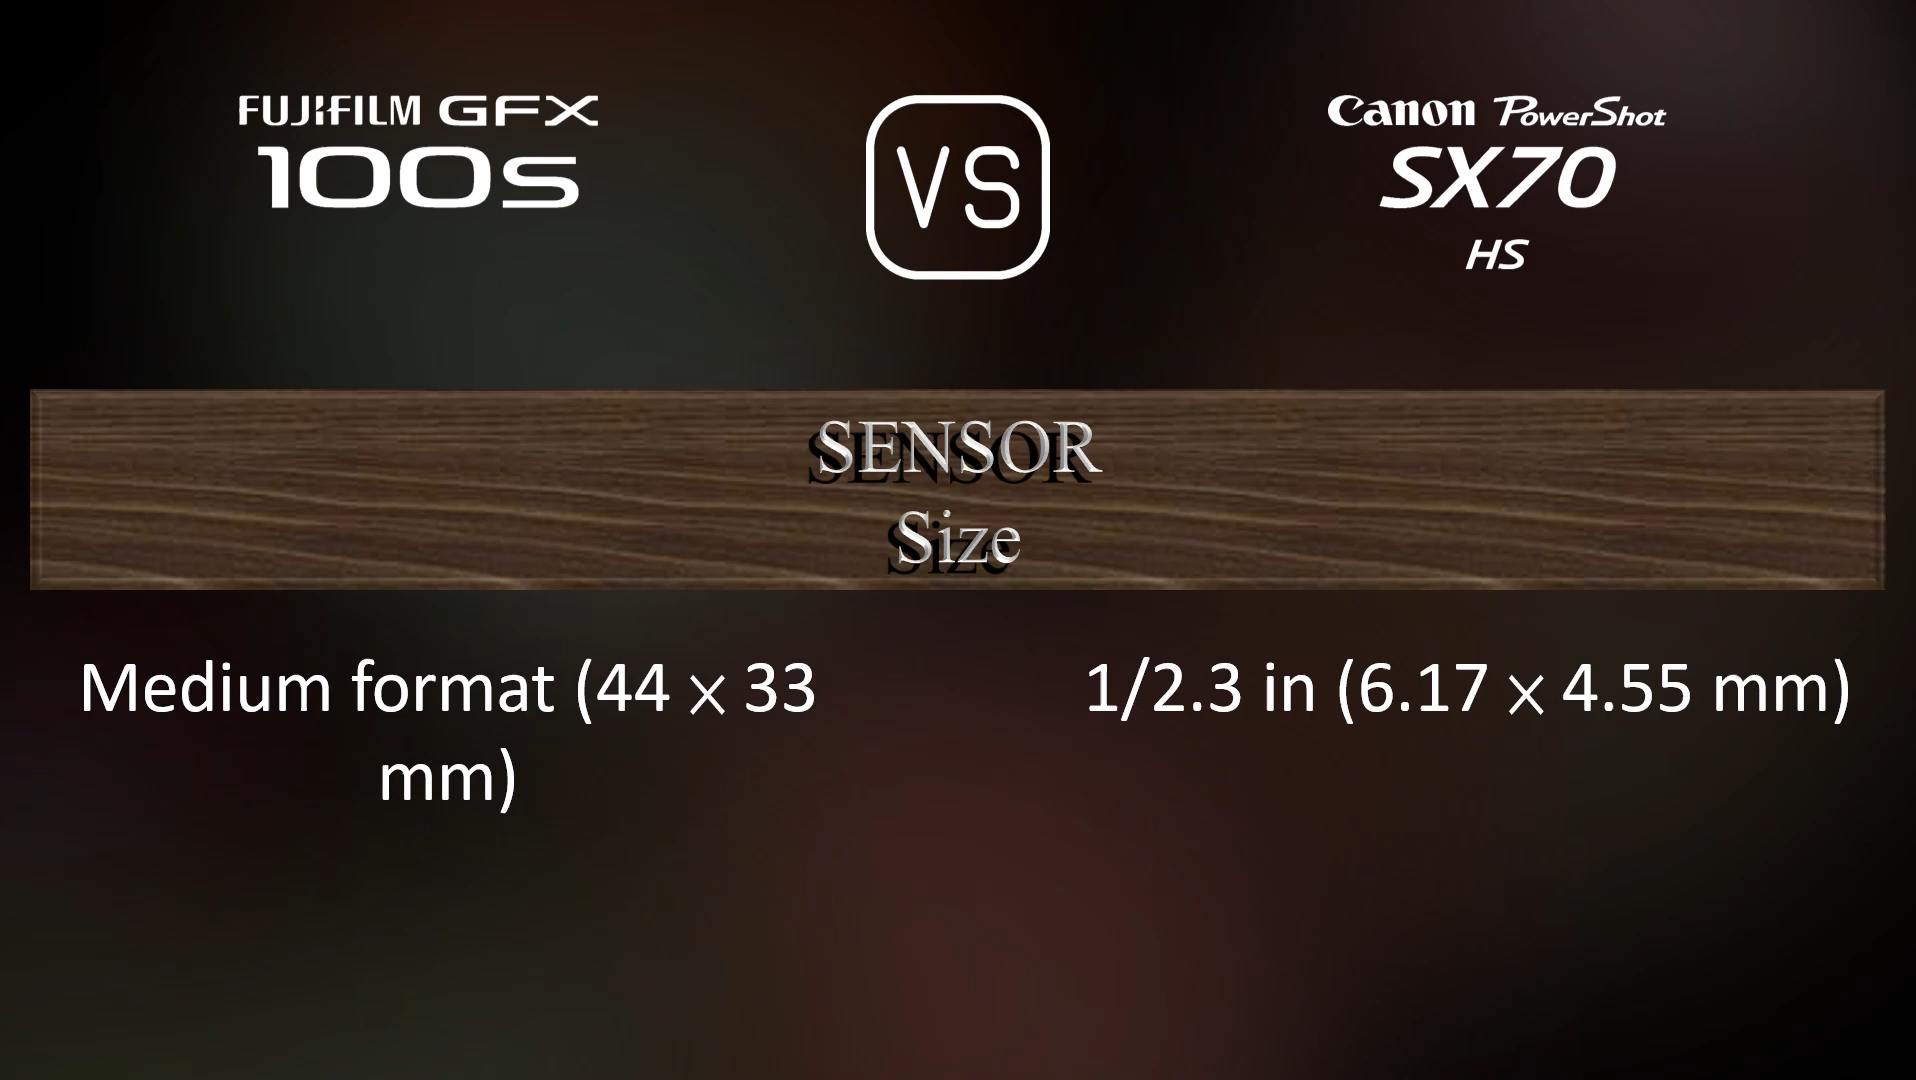 FUJIFILM GFX
100S
VS
Canon PowerShot
SX70
HS
SENSOR
Size
Medium format (44 x 33
mm)
1/2.3 in (6.17 x 4.55 mm)